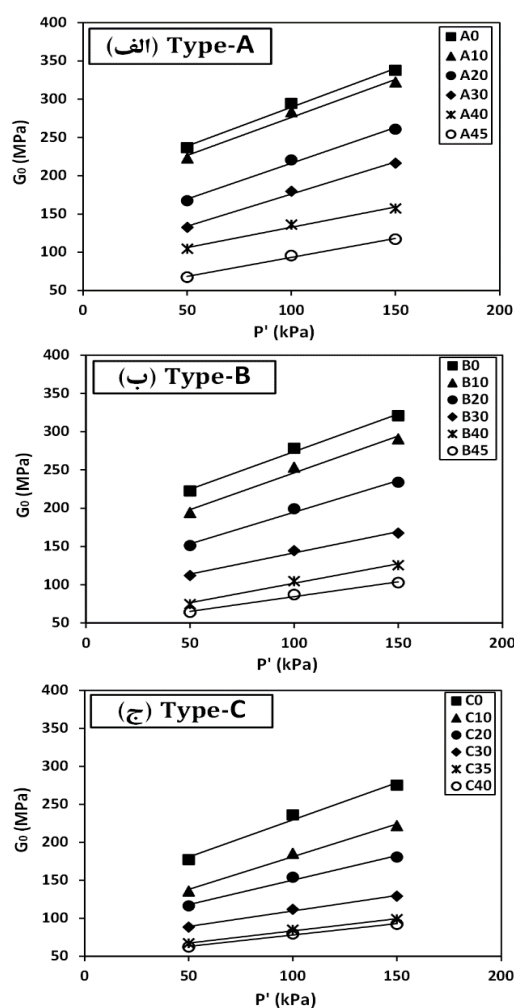 (الف) Type-A
400
350
300
250
200
150
100
50
G₀ (MPa)
0 50 100 150 200
P' (kPa)
A0
A10
A20
A30
A40
A45
(ب) Type-B
400
350
300
250
200
150
100
50
G₀ (MPa)
0 50 100 150 200
P' (kPa)
B0
B10
B20
B30
B40
B45
(ج) Type-C
400
350
300
250
200
150
100
50
G₀ (MPa)
0 50 100 150 200
P' (kPa)
C0
C10
C20
C30
C35
C40